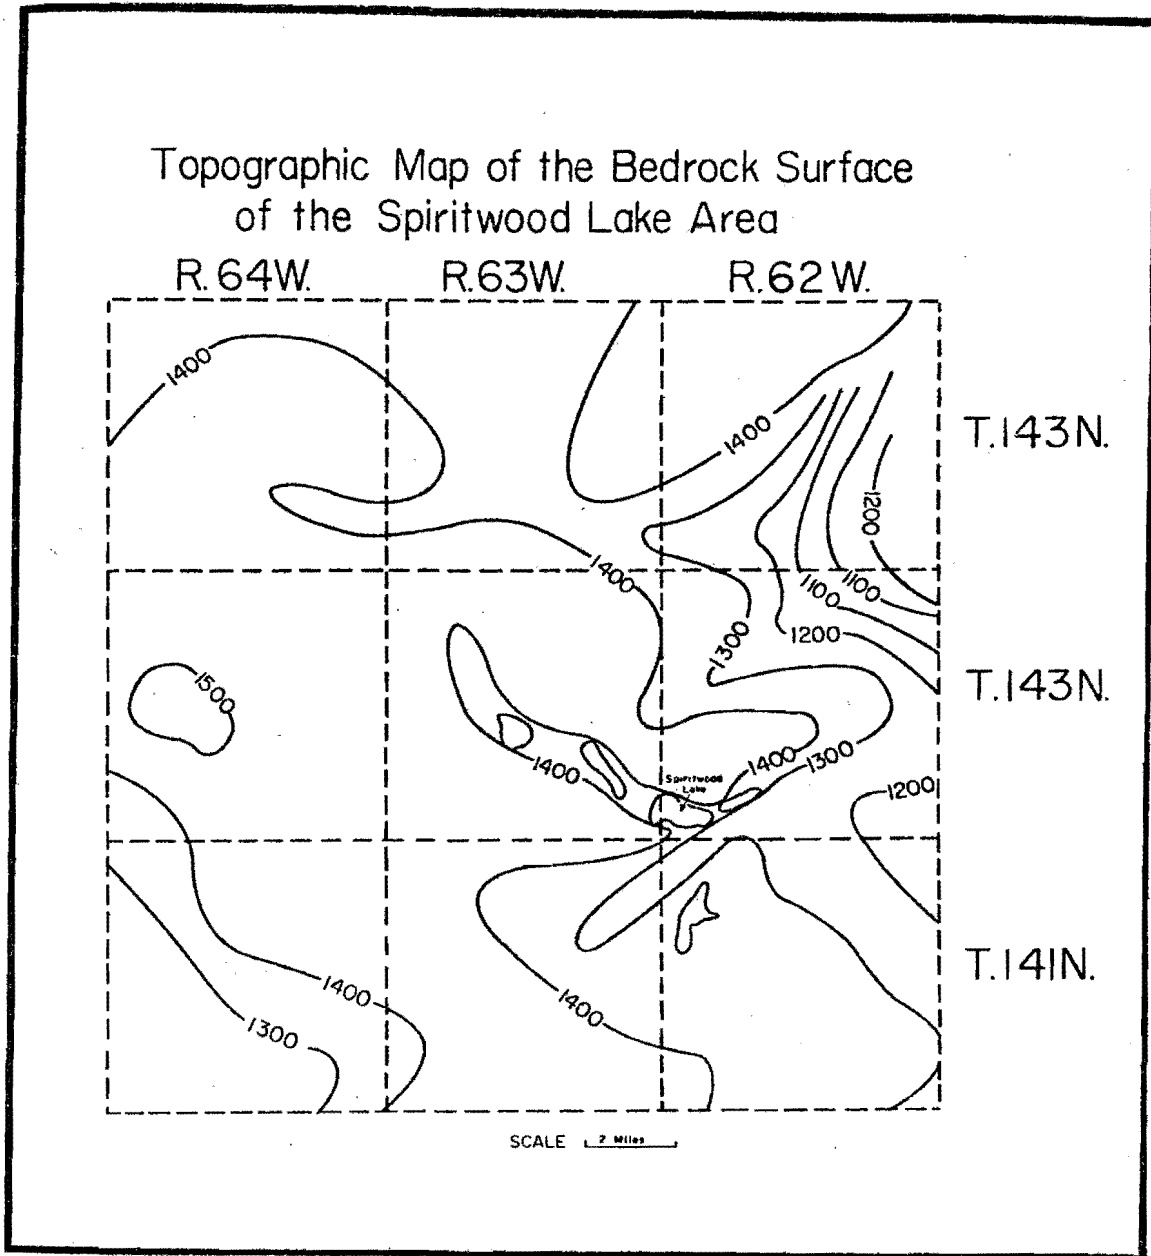 Topographic Map of the Bedrock Surface
of the Spiritwood Lake Area
R.64W. R.63W. R.62W.
1400
1400
T.143N.
1200
1400
1100
1100
1300
1200
1500
T.143N.
1400
1400
1300
Spiritwood
Lake
1200
T.141N.
1400
1400
1300
SCALE 2 Miles